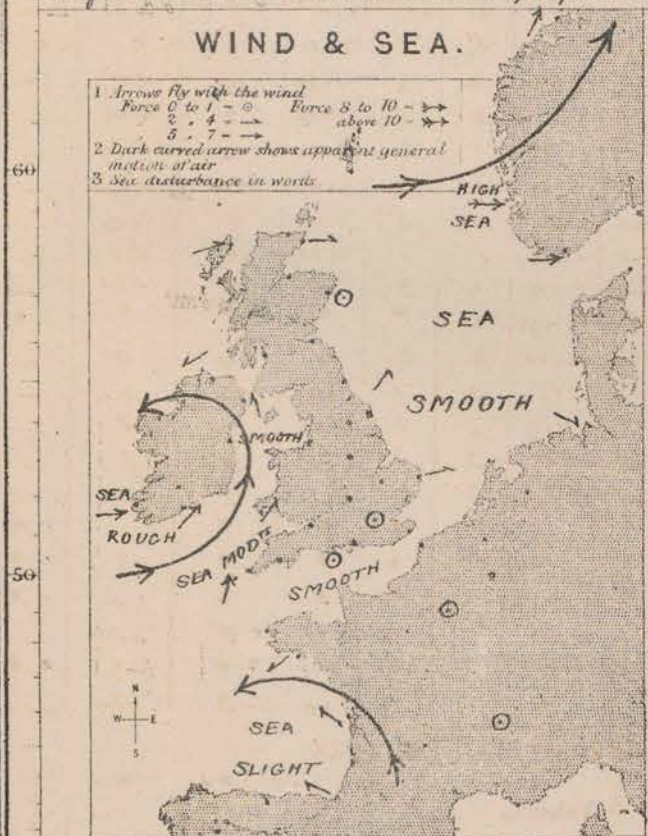 WIND & SEA.
1 Arrows fly with the wind
Force 0 to 1 - ⊙ Force 8 to 10 -
2 „ 4 - above 10 -
5 „ 7 -
2 Dark curved arrow shows apparent general
motion of air
3 Sea disturbance in words
60
HIGH
SEA
SEA
SMOOTH
SMOOTH
SEA
ROUGH
SEA MODTE
50
SMOOTH
N
W E
S
SEA
SLIGHT